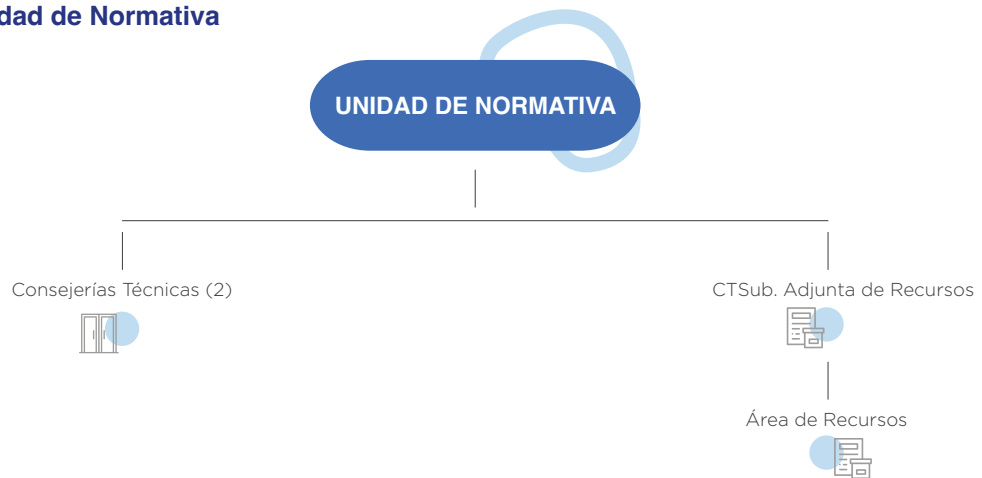 dad de Normativa
UNIDAD DE NORMATIVA
Consejerías Técnicas (2)
CTSub. Adjunta de Recursos
Área de Recursos